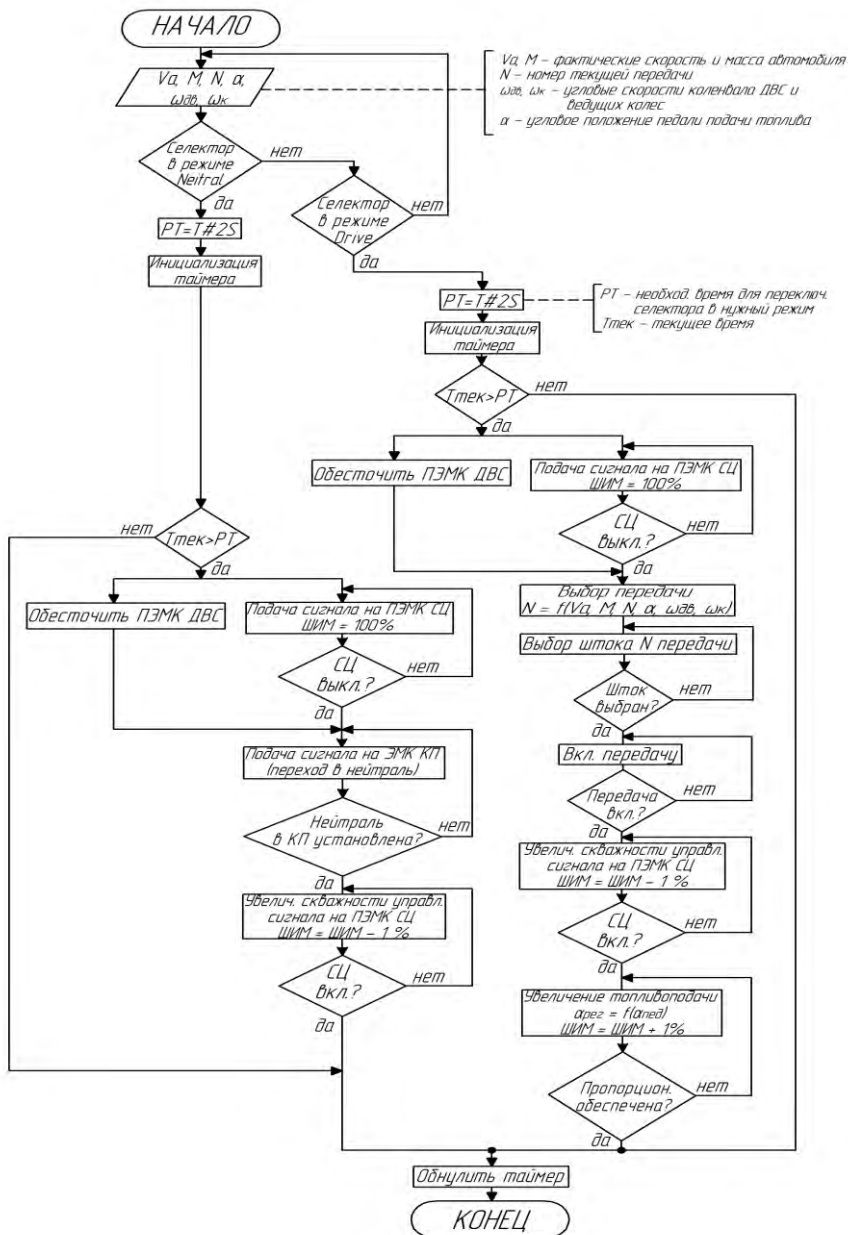 НАЧАЛО
Va, M, N, α,
ωдв, ωк
Va, M – фактические скорость и масса автомобиля
N – номер текущей передачи
ωдв, ωк – угловые скорости коленвала ДВС и
ведущих колес
α – угловое положение педали подачи топлива
Селектор
в режиме
Neitral
нет
да
Селектор
в режиме
Drive
нет
да
PT=T#2S
Инициализация
таймера
PT=T#2S
Инициализация
таймера
PT – необход. время для переключ.
селектора в нужный режим
Tтек – текущее время
Tтек>PT
нет
да
Обесточить ПЭМК ДВС
Подача сигнала на ПЭМК СЦ
ШИМ = 100%
СЦ
выкл.?
нет
да
Tтек>PT
нет
да
Обесточить ПЭМК ДВС
Подача сигнала на ПЭМК СЦ
ШИМ = 100%
СЦ
выкл.?
нет
да
Подача сигнала на ЭМК КП
(переход в нейтраль)
Нейтраль
в КП установлена?
нет
да
Увелич. скважности управл.
сигнала на ПЭМК СЦ
ШИМ = ШИМ – 1 %
СЦ
вкл.?
нет
да
Выбор передачи
N = f(Va, M, N, α, ωдв, ωк)
Выбор штока N передачи
Шток
выбран?
нет
да
Вкл. передачу
Передача
вкл.?
нет
да
Увелич. скважности управл.
сигнала на ПЭМК СЦ
ШИМ = ШИМ – 1 %
СЦ
вкл.?
нет
да
Увеличение топливоподачи
αрег = f(αпед)
ШИМ = ШИМ + 1%
Пропорцион.
обеспечена?
нет
да
Обнулить таймер
КОНЕЦ